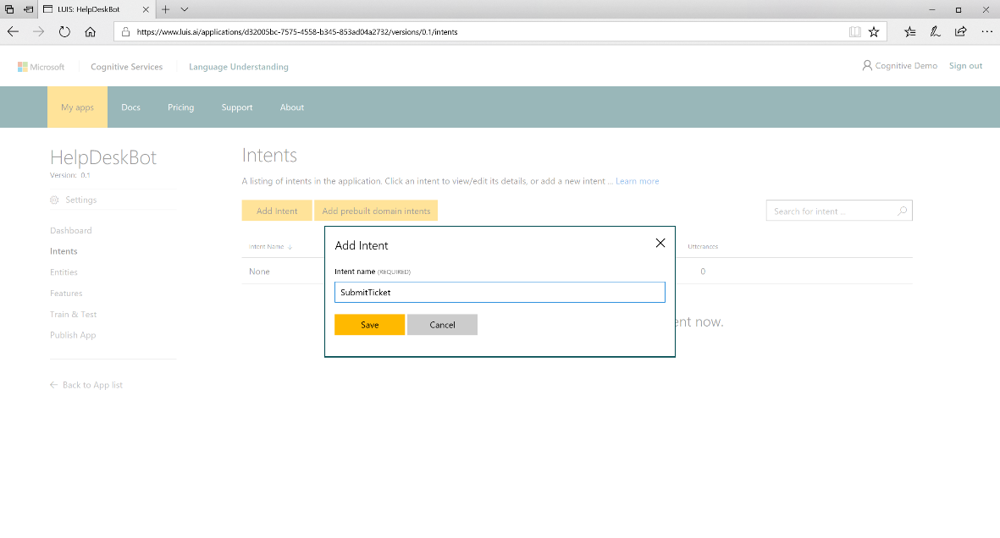 LUIS: HelpDeskBot
https://www.luis.ai/applications/d32005bc-7575-4558-b345-853ad04a2732/versions/0.1/intents
Microsoft
Cognitive Services
Language Understanding
Cognitive Demo
Sign out
My apps
Docs
Pricing
Support
About
HelpDeskBot
Version: 0.1
Settings
Dashboard
Intents
Entities
Features
Train & Test
Publish App
Back to App list
Intents
A listing of intents in the application. Click an intent to view/edit its details, or add a new intent ... Learn more
Add Intent
Add prebuilt domain intents
Search for intent ...
Intent Name
Utterances
None
0
ent now.
Add Intent
Intent name (REQUIRED)
SubmitTicket
Save
Cancel